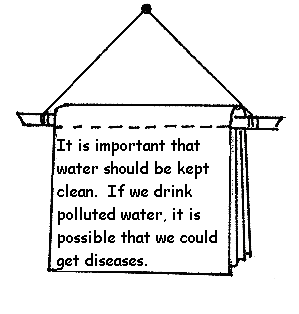 It is important that
water should be kept
clean.  If we drink
polluted water, it is
possible that we could
get diseases.